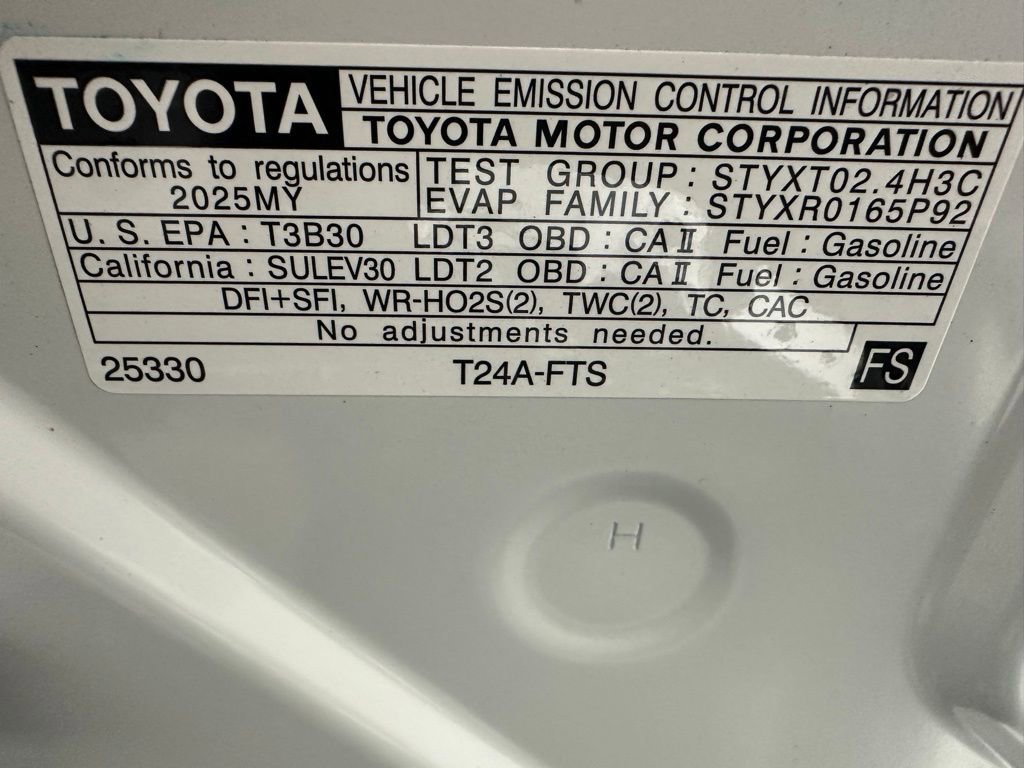 TOYOTA VEHICLE EMISSION CONTROL INFORMATION
TOYOTA MOTOR CORPORATION
Conforms to regulations
2025MY
TEST GROUP : STYXT02.4H3C
EVAP FAMILY : STYXR0165P92
U. S. EPA : T3B30 LDT3 OBD : CA II Fuel : Gasoline
California : SULEV30 LDT2 OBD : CA II Fuel : Gasoline
DFI+SFI, WR-HO2S(2), TWC(2), TC, CAC
No adjustments needed.
25330 T24A-FTS FS
H